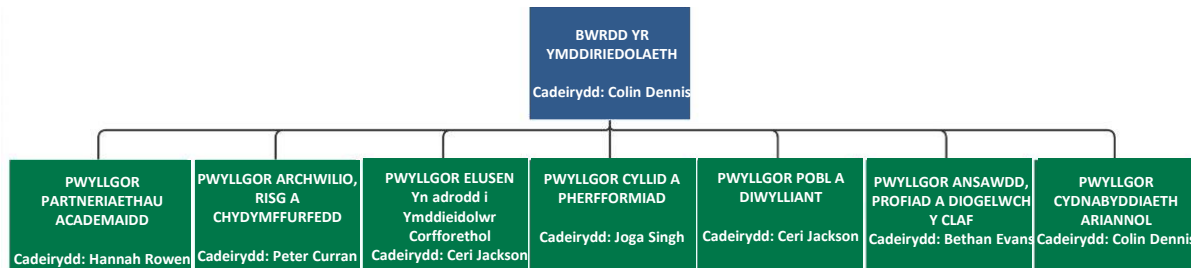 BWRDD YR
YMDDIRIEDOLAETH
Cadeirydd: Colin Dennis
PWYLLGOR
PARTNERIAETHAU
ACADEMAIDD
Cadeirydd: Hannah Rowen
PWYLLGOR ARCHWILIO,
RISG A
CHYDYMFFURFEDD
Cadeirydd: Peter Curran
PWYLLGOR ELUSEN
Yn adrodd i
Ymddieidolwr
Corfforethol
Cadeirydd: Ceri Jackson
PWYLLGOR CYLLID A
PHERFFORMIAD
Cadeirydd: Joga Singh
PWYLLGOR POBL A
DIWYLLIANT
Cadeirydd: Ceri Jackson
PWYLLGOR ANSAWDD,
PROFIAD A DIOGELWCH
Y CLAF
Cadeirydd: Bethan Evans
PWYLLGOR
CYDNABYDDIAETH
ARIANNOL
Cadeirydd: Colin Dennis